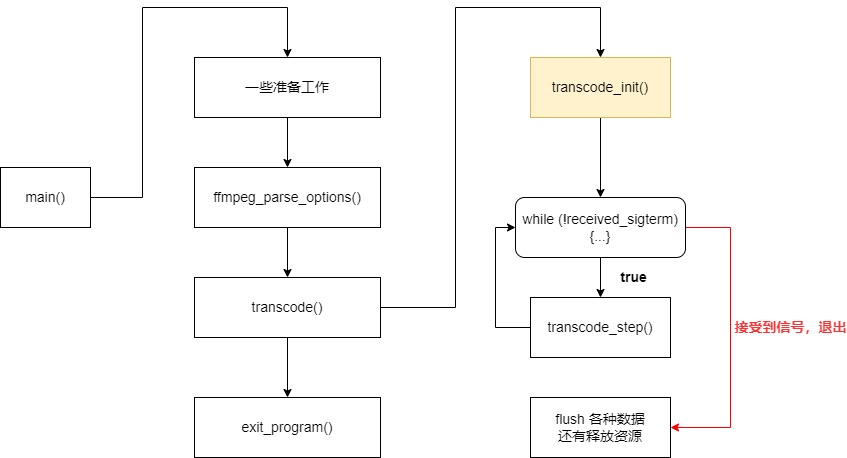 main()
一些准备工作
ffmpeg_parse_options()
transcode()
exit_program()
transcode_init()
while (!received_sigterm)
{...}
true
transcode_step()
接受到信号，退出
flush 各种数据
还有释放资源